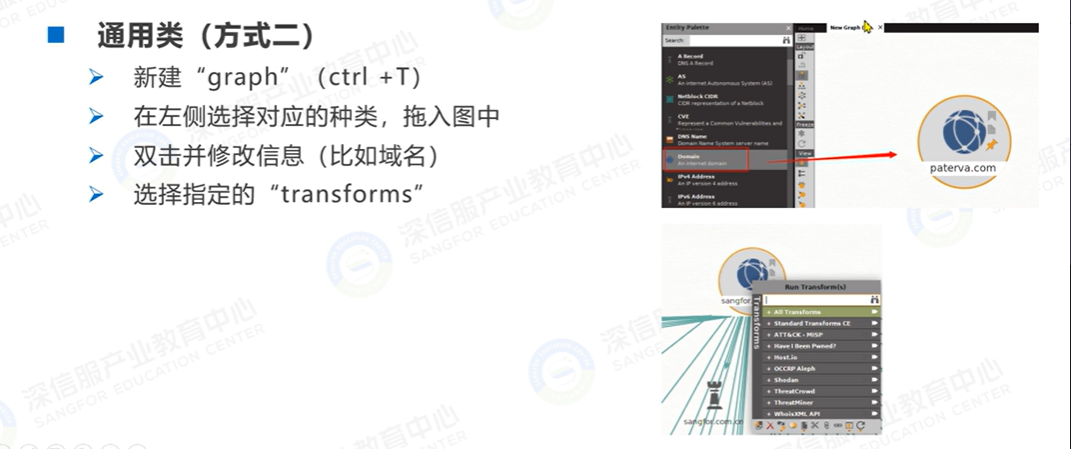 通用类（方式二）
新建“graph”（ctrl +T）
在左侧选择对应的种类，拖入图中
双击并修改信息（比如域名）
选择指定的“transforms”
Entity Palette
Search:
A Record
DNS A Record
AS
An internet Autonomous System (AS)
Netblock CIDR
CIDR representation of a Netblock
CVE
Represent a Common Vulnerabilities and
DNS Name
Domain Name System server name
Domain
An internet domain
IPv4 Address
An IP version 4 address
IPv6 Address
An IP version 6 address
Layout
Freeze
View
New Graph
paterva.com
sangfor.
Run Transform(s)
Transforms
+ All Transforms
+ Standard Transforms CE
+ ATT&CK - MISP
+ Have I Been Pwned?
+ Host.io
+ OCCRP Aleph
+ Shodan
+ ThreatCrowd
+ ThreatMiner
+ WhoisXML API
sangfor.com.cn
深信服产业教育中心
SANGFOR EDUCATION CENTER